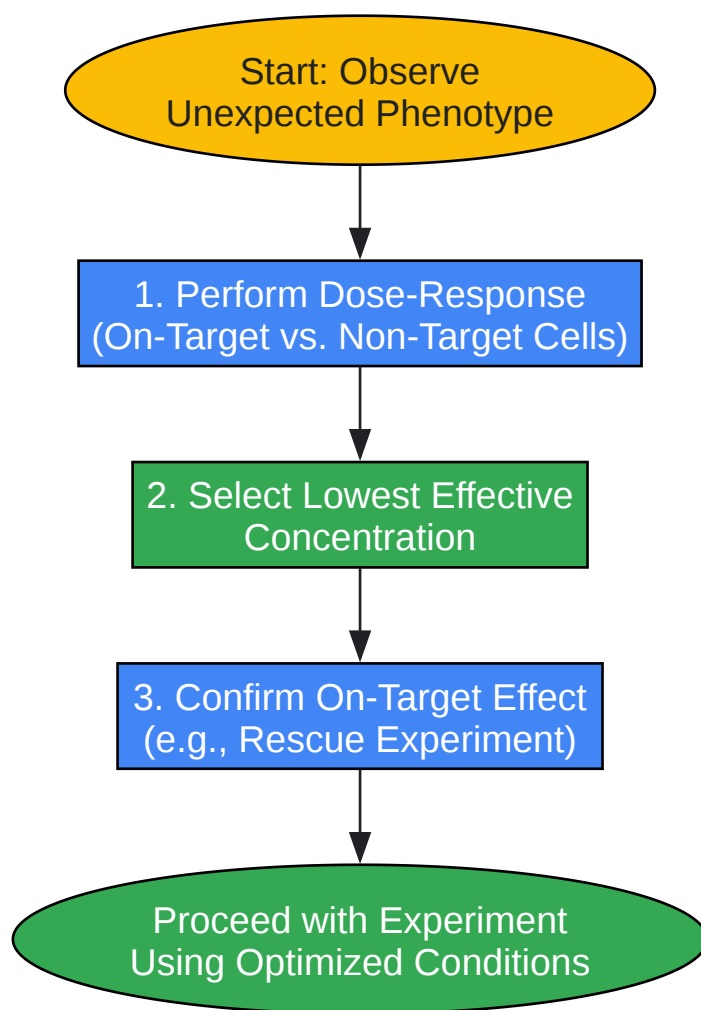 Start: Observe
Unexpected Phenotype
1. Perform Dose-Response
(On-Target vs. Non-Target Cells)
2. Select Lowest Effective
Concentration
3. Confirm On-Target Effect
(e.g., Rescue Experiment)
Proceed with Experiment
Using Optimized Conditions